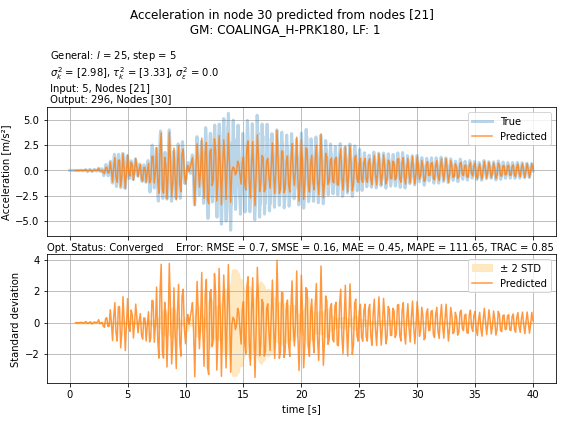 Acceleration in node 30 predicted from nodes [21]
GM: COALINGA_H-PRK180, LF: 1
General: l = 25, step = 5
σ²ₖ = [2.98], τ²ₖ = [3.33], σ²ε = 0.0
Input: 5, Nodes [21]
Output: 296, Nodes [30]
Acceleration [m/s²]
5.0
2.5
0.0
−2.5
−5.0
True
Predicted
Opt. Status: Converged Error: RMSE = 0.7, SMSE = 0.16, MAE = 0.45, MAPE = 111.65, TRAC = 0.85
Standard deviation
4
2
0
−2
± 2 STD
Predicted
0 5 10 15 20 25 30 35 40
time [s]